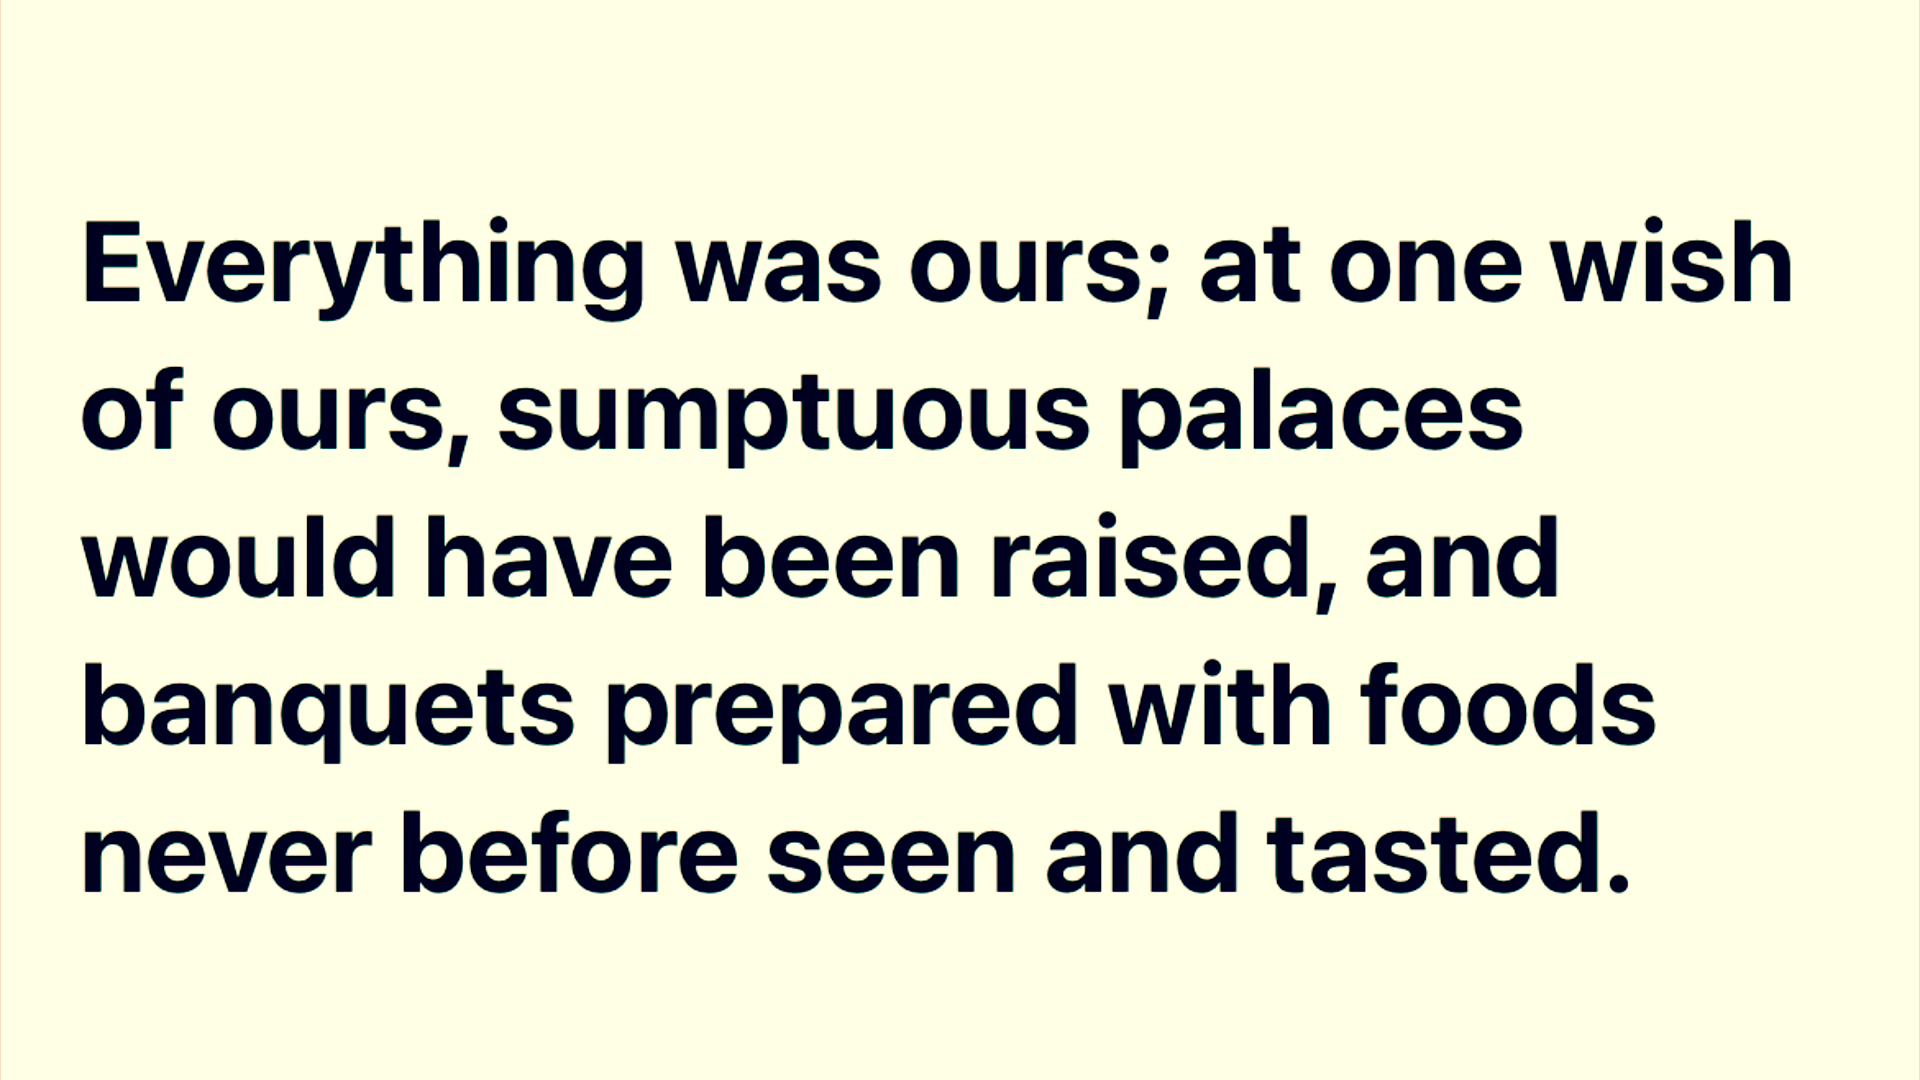 Everything was ours; at one wish
of ours, sumptuous palaces
would have been raised, and
banquets prepared with foods
never before seen and tasted.